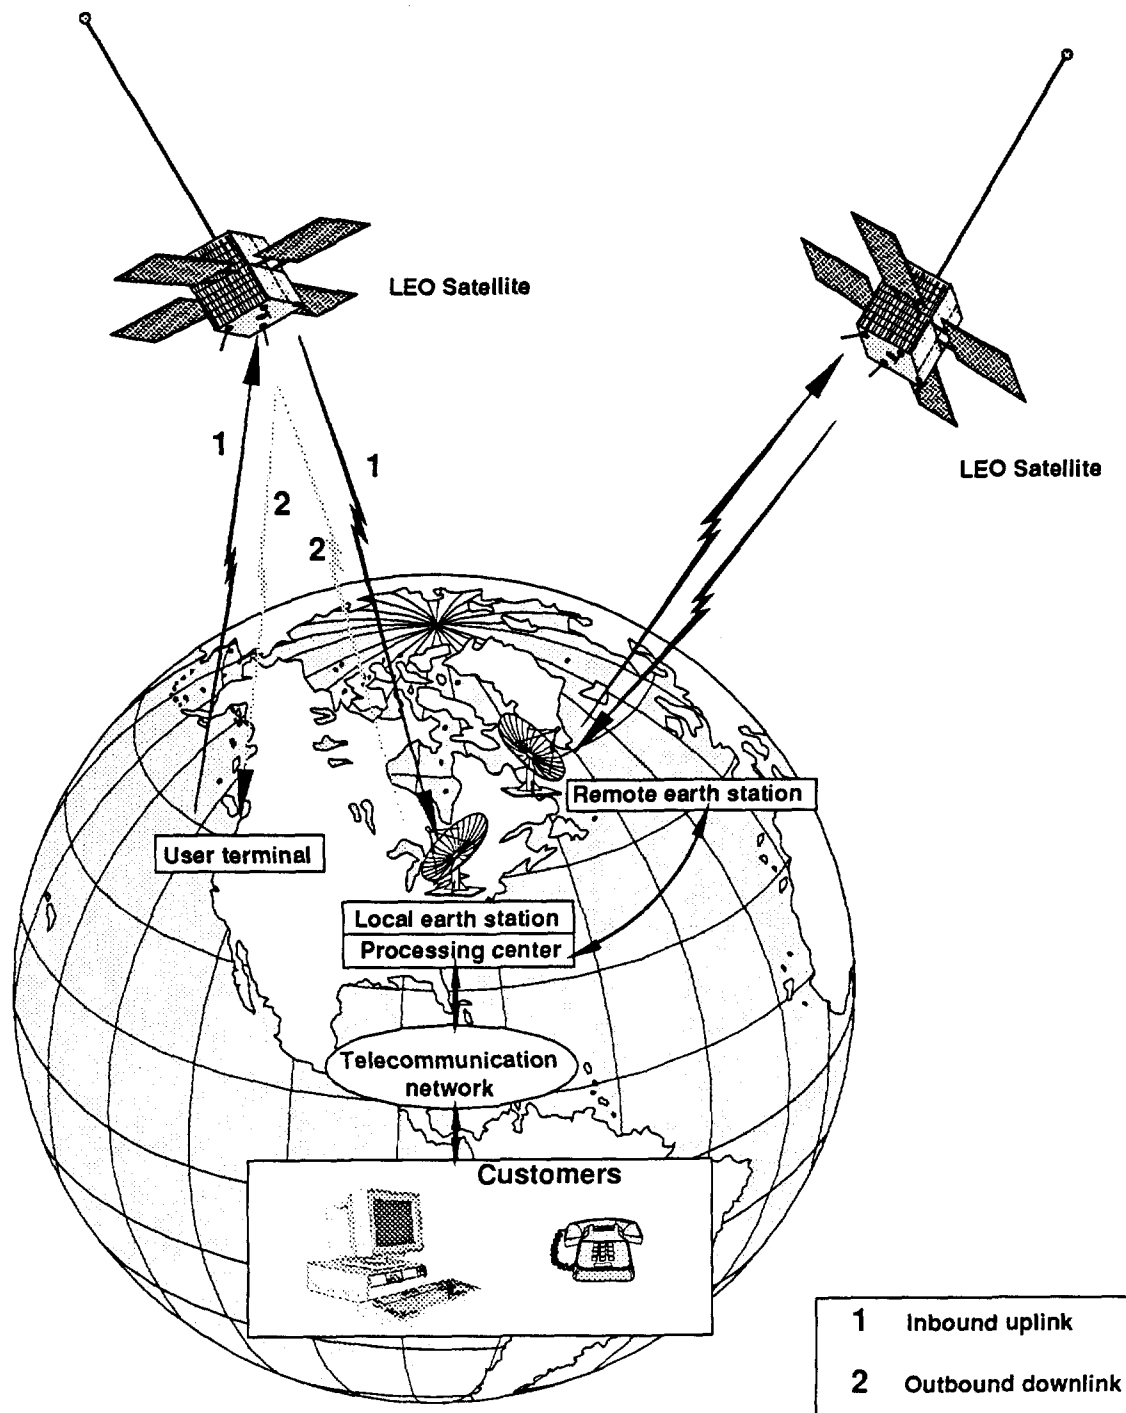 LEO Satellite
LEO Satellite
1
1
2
2
Remote earth station
User terminal
Local earth station
Processing center
Telecommunication
network
Customers
1 Inbound uplink
2 Outbound downlink